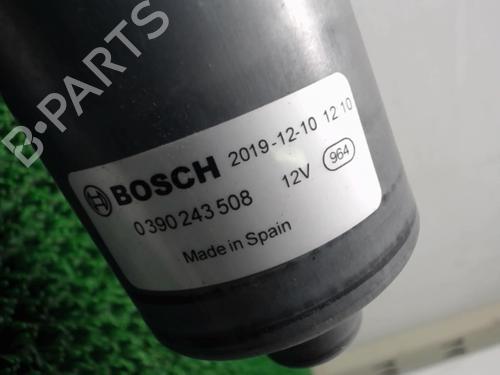 B-PARTS
BOSCH 2019-12-10 12 10
0 390 243 508 12V 964
Made in Spain